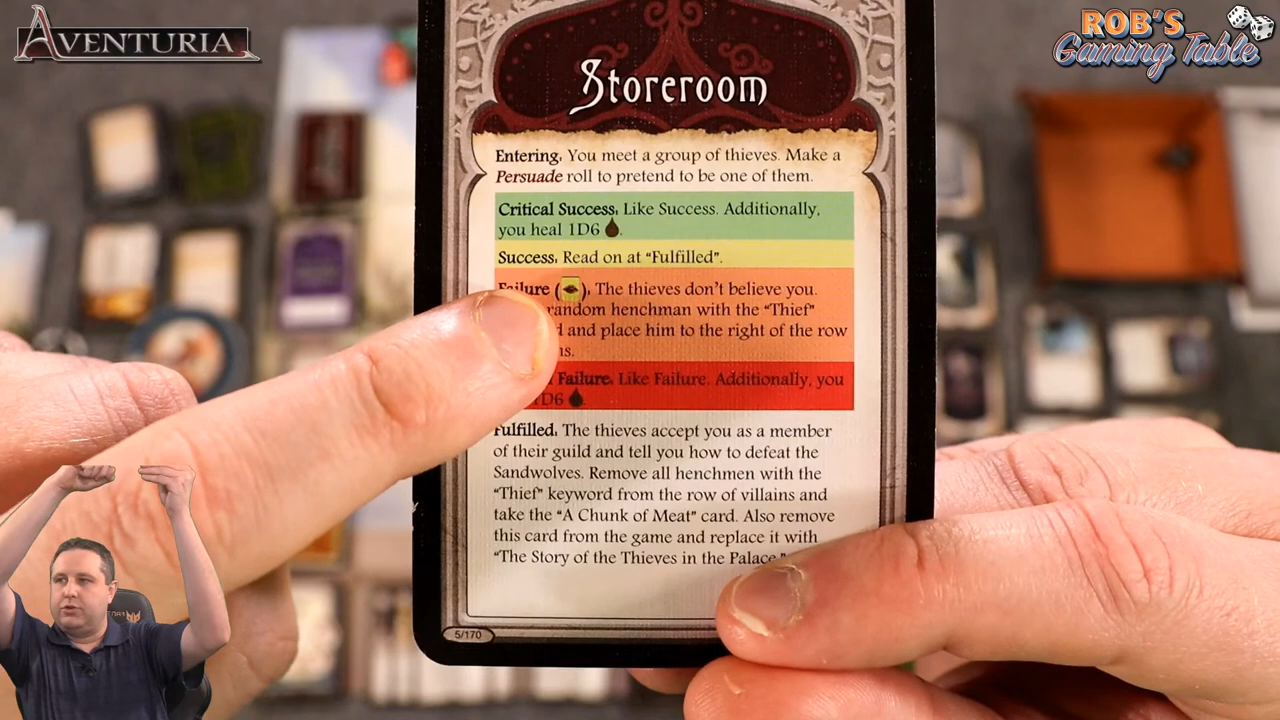 AVENTURIA
ROB'S
Gaming Table
Storeroom
Entering. You meet a group of thieves. Make a
Persuade roll to pretend to be one of them.
Critical Success. Like Success. Additionally,
you heal 1D6
Success. Read on at “Fulfilled”.
Failure ( ). The thieves don't believe you.
random henchman with the “Thief”
and place him to the right of the row
Failure. Like Failure. Additionally, you
1D6
Fulfilled. The thieves accept you as a member
of their guild and tell you how to defeat the
Sandwolves. Remove all henchmen with the
“Thief” keyword from the row of villains and
take the “A Chunk of Meat” card. Also remove
this card from the game and replace it with
“The Story of the Thieves in the Palace
5/170